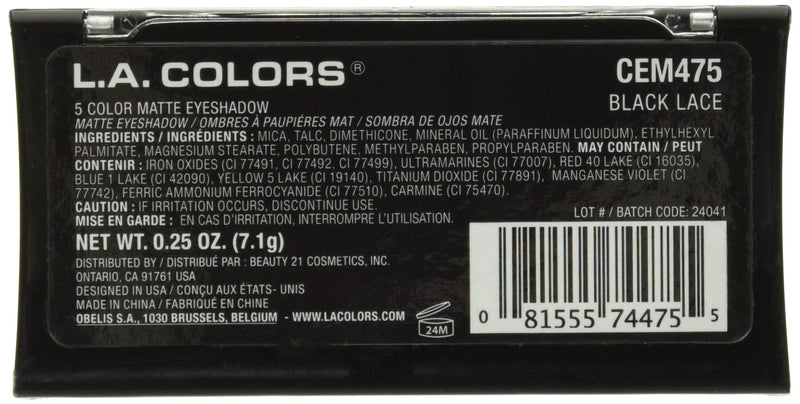 L.A. COLORS®
CEM475
5 COLOR MATTE EYESHADOW
BLACK LACE
MATTE EYESHADOW / OMBRES À PAUPIÉRES MAT / SOMBRA DE OJOS MATE
INGREDIENTS / INGRÉDIENTS : MICA, TALC, DIMETHICONE, MINERAL OIL (PARAFFINUM LIQUIDUM), ETHYLHEXYL
PALMITATE, MAGNESIUM STEARATE, POLYBUTENE, METHYLPARABEN, PROPYLPARABEN. MAY CONTAIN / PEUT
CONTENIR : IRON OXIDES (CI 77491, CI 77492, CI 77499), ULTRAMARINES (CI 77007), RED 40 LAKE (CI 16035),
BLUE 1 LAKE (CI 42090), YELLOW 5 LAKE (CI 19140), TITANIUM DIOXIDE (CI 77891), MANGANESE VIOLET (CI
77742), FERRIC AMMONIUM FERROCYANIDE (CI 77510), CARMINE (CI 75470).
CAUTION : IF IRRITATION OCCURS, DISCONTINUE USE.
MISE EN GARDE : EN CAS D'IRRITATION, INTERROMPRE L'UTILISATION.
LOT # / BATCH CODE: 24041
NET WT. 0.25 OZ. (7.1g)
DISTRIBUTED BY / DISTRIBUÉ PAR : BEAUTY 21 COSMETICS, INC.
ONTARIO, CA 91761 USA
DESIGNED IN USA / CONÇU AUX ÉTATS- UNIS
MADE IN CHINA / FABRIQUÉ EN CHINE
OBELIS S.A., 1030 BRUSSELS, BELGIUM - WWW.LACOLORS.COM
24M
0 81555 74475 5